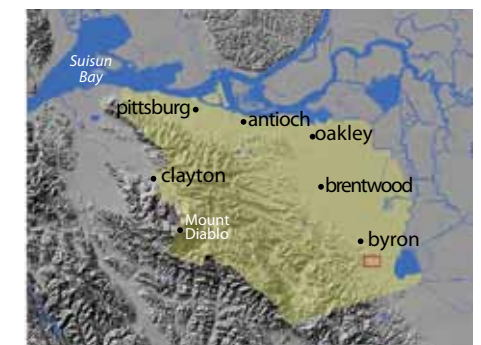 Suisun
Bay
pittsburg
antioch
oakley
clayton
brentwood
Mount
Diablo
byron